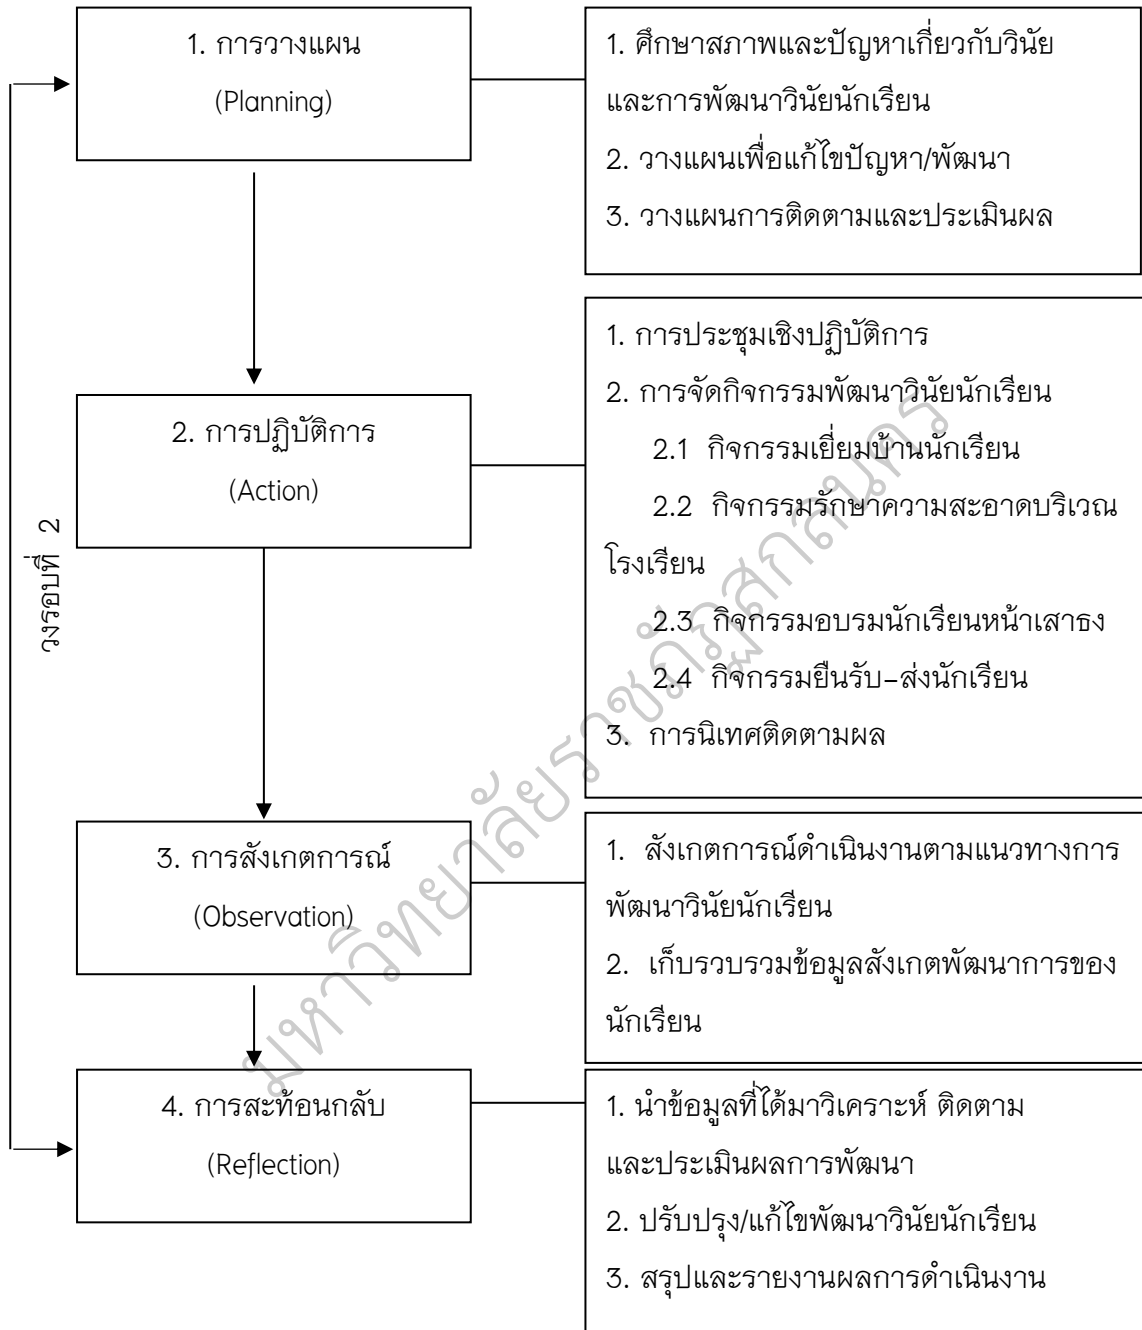 1. การวางแผน
(Planning)
1. ศึกษาสภาพและปัญหาเกี่ยวกับวินัย
และการพัฒนาวินัยนักเรียน
2. วางแผนเพื่อแก้ไขปัญหา/พัฒนา
3. วางแผนการติดตามและประเมินผล
2. การปฏิบัติการ
(Action)
1. การประชุมเชิงปฏิบัติการ
2. การจัดกิจกรรมพัฒนาวินัยนักเรียน
2.1 กิจกรรมเยี่ยมบ้านนักเรียน
2.2 กิจกรรมรักษาความสะอาดบริเวณ
โรงเรียน
2.3 กิจกรรมอบรมนักเรียนหน้าเสาธง
2.4 กิจกรรมยืนรับ-ส่งนักเรียน
3. การนิเทศติดตามผล
วงรอบที่ 2
3. การสังเกตการณ์
(Observation)
1. สังเกตการณ์ดำเนินงานตามแนวทางการ
พัฒนาวินัยนักเรียน
2. เก็บรวบรวมข้อมูลสังเกตพัฒนาการของ
นักเรียน
4. การสะท้อนกลับ
(Reflection)
1. นำข้อมูลที่ได้มาวิเคราะห์ ติดตาม
และประเมินผลการพัฒนา
2. ปรับปรุง/แก้ไขพัฒนาวินัยนักเรียน
3. สรุปและรายงานผลการดำเนินงาน
มหาวิทยาลัยราชภัฏสกลนคร